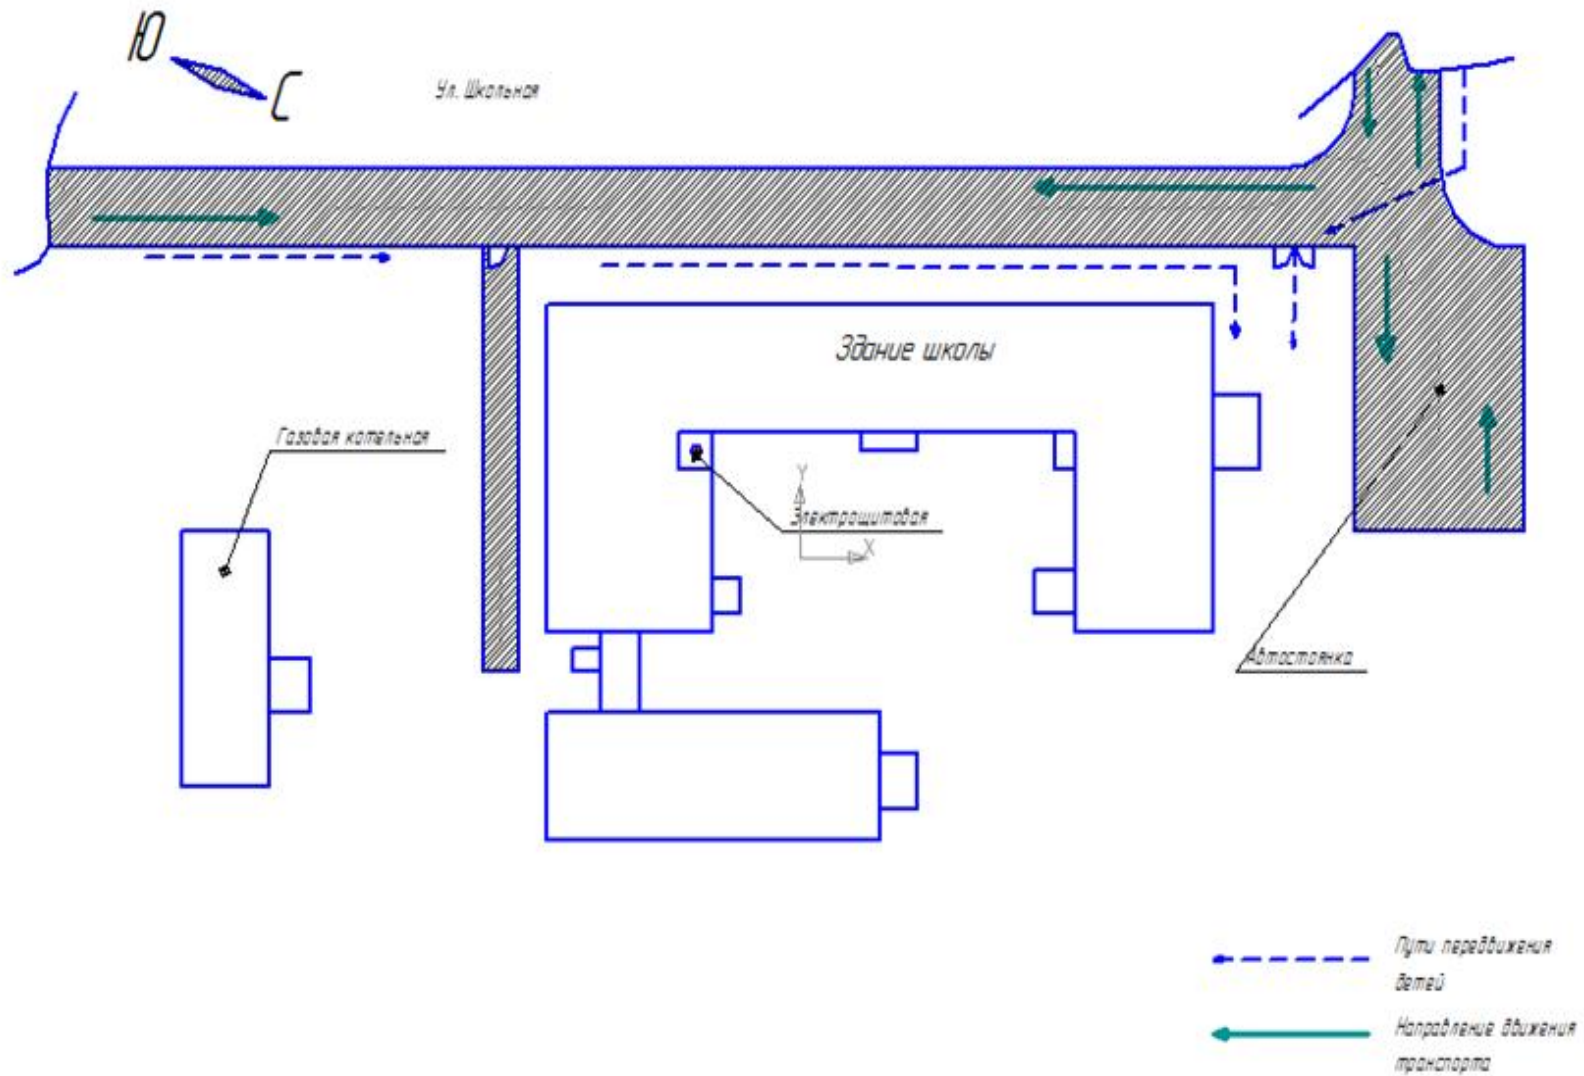 Ю
С
Ул. Школьная
Здание школы
Газовая котельная
Y
Электрощитовая
X
Автостоянка
Пути передвижения
детей
Направление движения
транспорта